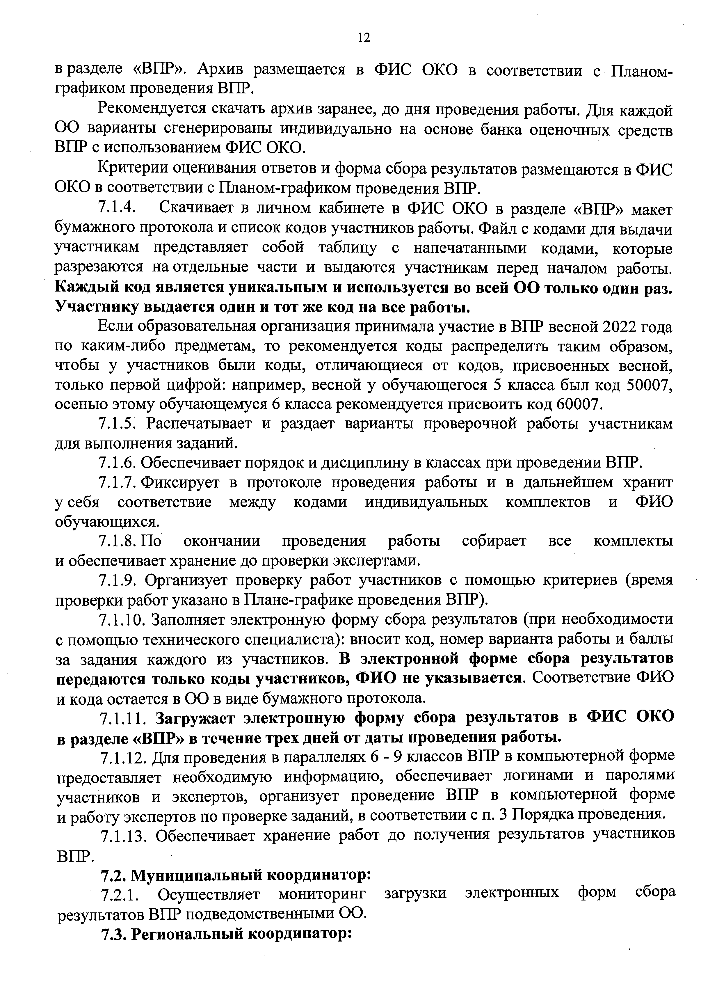 12
в разделе «ВПР». Архив размещается в ФИС ОКО в соответствии с Планом-
графиком проведения ВПР.
Рекомендуется скачать архив заранее, до дня проведения работы. Для каждой
ОО варианты сгенерированы индивидуально на основе банка оценочных средств
ВПР с использованием ФИС ОКО.
Критерии оценивания ответов и форма сбора результатов размещаются в ФИС
ОКО в соответствии с Планом-графиком проведения ВПР.
7.1.4. Скачивает в личном кабинете в ФИС ОКО в разделе «ВПР» макет
бумажного протокола и список кодов участников работы. Файл с кодами для выдачи
участникам представляет собой таблицу с напечатанными кодами, которые
разрезаются на отдельные части и выдаются участникам перед началом работы.
Каждый код является уникальным и используется во всей ОО только один раз.
Участнику выдается один и тот же код на все работы.
Если образовательная организация принимала участие в ВПР весной 2022 года
по каким-либо предметам, то рекомендуется коды распределить таким образом,
чтобы у участников были коды, отличающиеся от кодов, присвоенных весной,
только первой цифрой: например, весной у обучающегося 5 класса был код 50007,
осенью этому обучающемуся 6 класса рекомендуется присвоить код 60007.
7.1.5. Распечатывает и раздает варианты проверочной работы участникам
для выполнения заданий.
7.1.6. Обеспечивает порядок и дисциплину в классах при проведении ВПР.
7.1.7. Фиксирует в протоколе проведения работы и в дальнейшем хранит
у себя соответствие между кодами индивидуальных комплектов и ФИО
обучающихся.
7.1.8. По окончании проведения работы собирает все комплекты
и обеспечивает хранение до проверки экспертами.
7.1.9. Организует проверку работ участников с помощью критериев (время
проверки работ указано в Плане-графике проведения ВПР).
7.1.10. Заполняет электронную форму сбора результатов (при необходимости
с помощью технического специалиста): вносит код, номер варианта работы и баллы
за задания каждого из участников. В электронной форме сбора результатов
передаются только коды участников, ФИО не указывается. Соответствие ФИО
и кода остается в ОО в виде бумажного протокола.
7.1.11. Загружает электронную форму сбора результатов в ФИС ОКО
в разделе «ВПР» в течение трех дней от даты проведения работы.
7.1.12. Для проведения в параллелях 6 - 9 классов ВПР в компьютерной форме
предоставляет необходимую информацию, обеспечивает логинами и паролями
участников и экспертов, организует проведение ВПР в компьютерной форме
и работу экспертов по проверке заданий, в соответствии с п. 3 Порядка проведения.
7.1.13. Обеспечивает хранение работ до получения результатов участников
ВПР.
7.2. Муниципальный координатор:
7.2.1. Осуществляет мониторинг загрузки электронных форм сбора
результатов ВПР подведомственными ОО.
7.3. Региональный координатор: